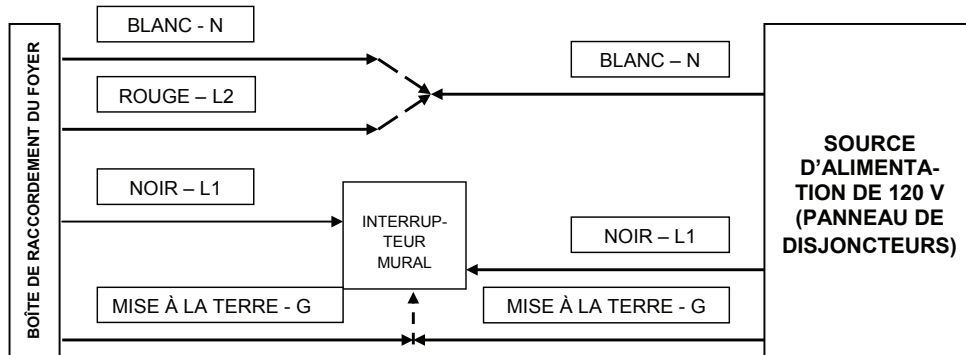 BOÎTE DE RACCORDEMENT DU FOYER
BLANC - N
ROUGE – L2
NOIR – L1
MISE À LA TERRE - G
INTERRUP-
TEUR
MURAL
BLANC – N
NOIR – L1
MISE À LA TERRE - G
SOURCE
D’ALIMENTA-
TION DE 120 V
(PANNEAU DE
DISJONCTEURS)